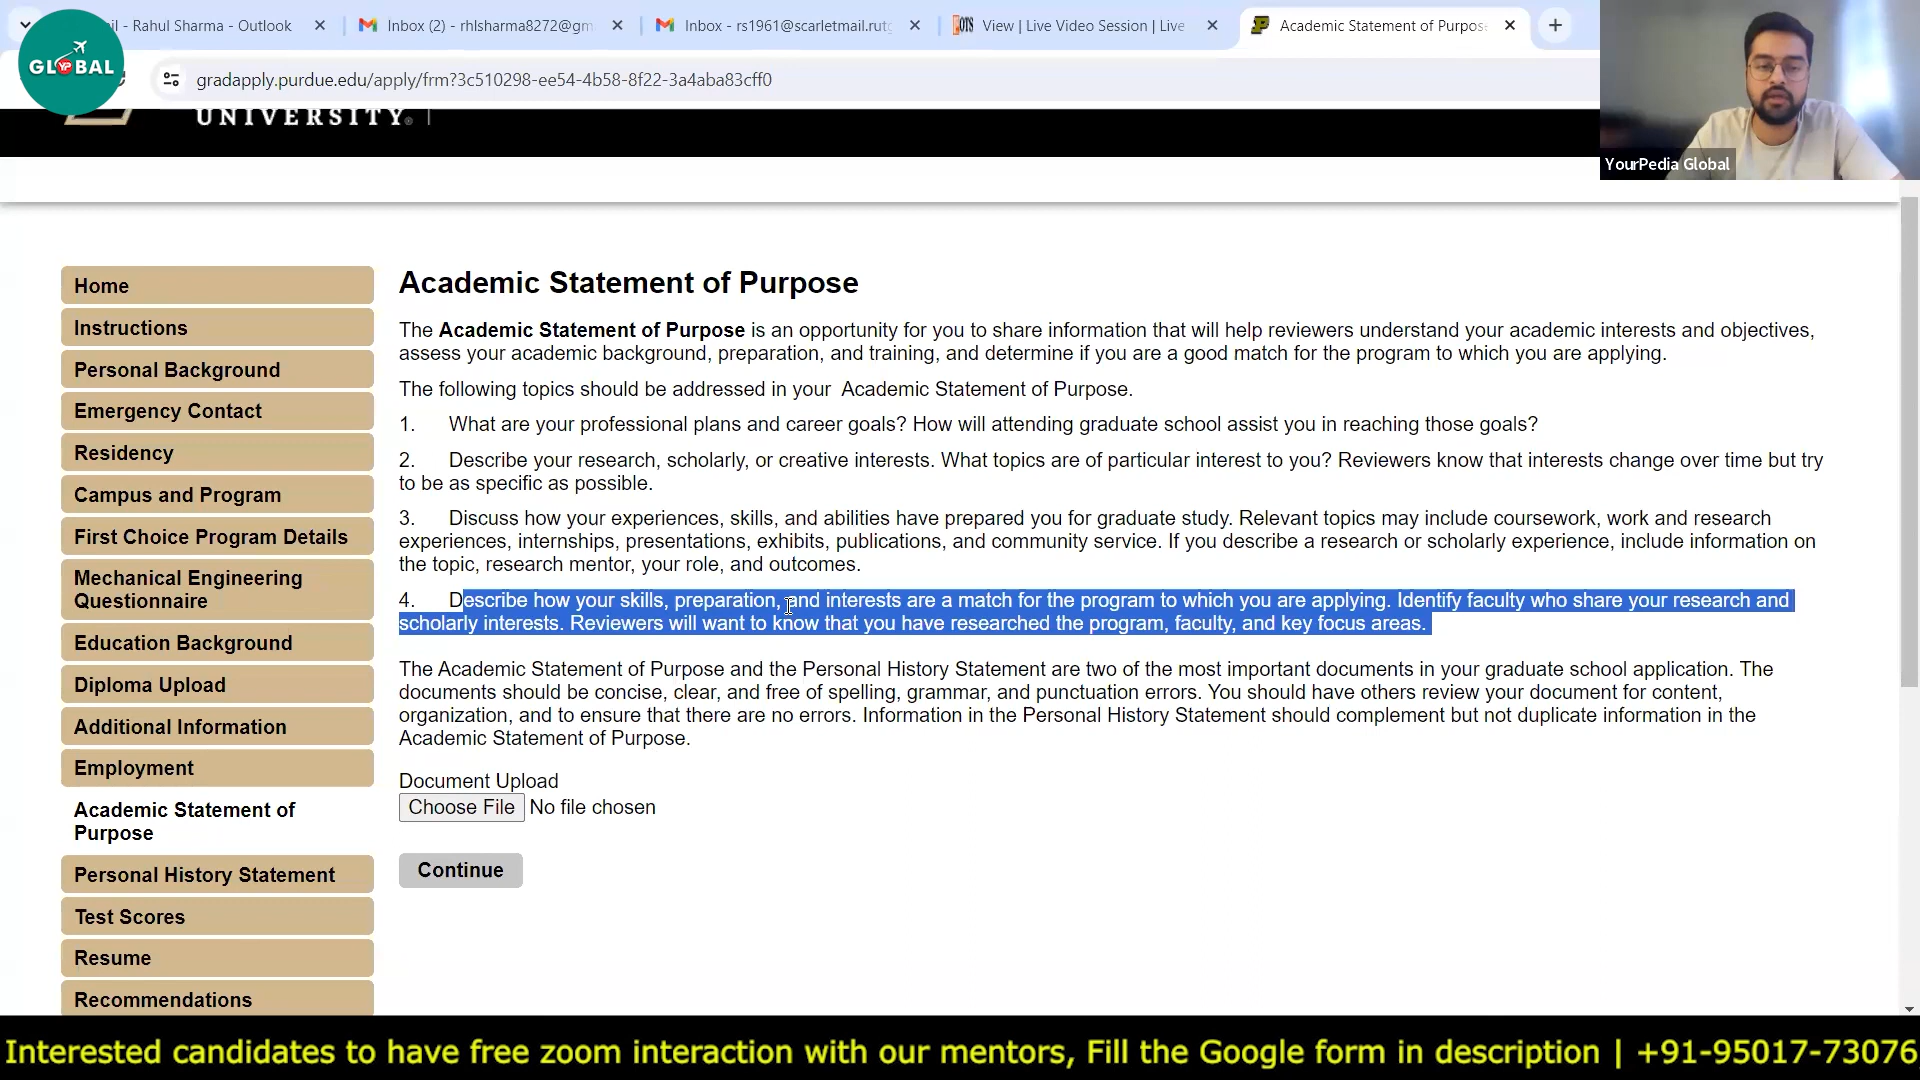 il - Rahul Sharma - Outlook
Inbox (2) - rhlsharma8272@gm
Inbox - rs1961@scarletmail.rutg
View | Live Video Session | Live
Academic Statement of Purpos
GLOBAL
YP
gradapply.purdue.edu/apply/frm?3c510298-ee54-4b58-8f22-3a4aba83cff0
YourPedia Global
UNIVERSITY®
Home
Instructions
Personal Background
Emergency Contact
Residency
Campus and Program
First Choice Program Details
Mechanical Engineering
Questionnaire
Education Background
Diploma Upload
Additional Information
Employment
Academic Statement of
Purpose
Personal History Statement
Test Scores
Resume
Recommendations
Academic Statement of Purpose
The Academic Statement of Purpose is an opportunity for you to share information that will help reviewers understand your academic interests and objectives,
assess your academic background, preparation, and training, and determine if you are a good match for the program to which you are applying.
The following topics should be addressed in your Academic Statement of Purpose.
1. What are your professional plans and career goals? How will attending graduate school assist you in reaching those goals?
2. Describe your research, scholarly, or creative interests. What topics are of particular interest to you? Reviewers know that interests change over time but try
to be as specific as possible.
3. Discuss how your experiences, skills, and abilities have prepared you for graduate study. Relevant topics may include coursework, work and research
experiences, internships, presentations, exhibits, publications, and community service. If you describe a research or scholarly experience, include information on
the topic, research mentor, your role, and outcomes.
4. Describe how your skills, preparation, and interests are a match for the program to which you are applying. Identify faculty who share your research and
scholarly interests. Reviewers will want to know that you have researched the program, faculty, and key focus areas.
The Academic Statement of Purpose and the Personal History Statement are two of the most important documents in your graduate school application. The
documents should be concise, clear, and free of spelling, grammar, and punctuation errors. You should have others review your document for content,
organization, and to ensure that there are no errors. Information in the Personal History Statement should complement but not duplicate information in the
Academic Statement of Purpose.
Document Upload
Choose File No file chosen
Continue
Interested candidates to have free zoom interaction with our mentors, Fill the Google form in description | +91-95017-73076